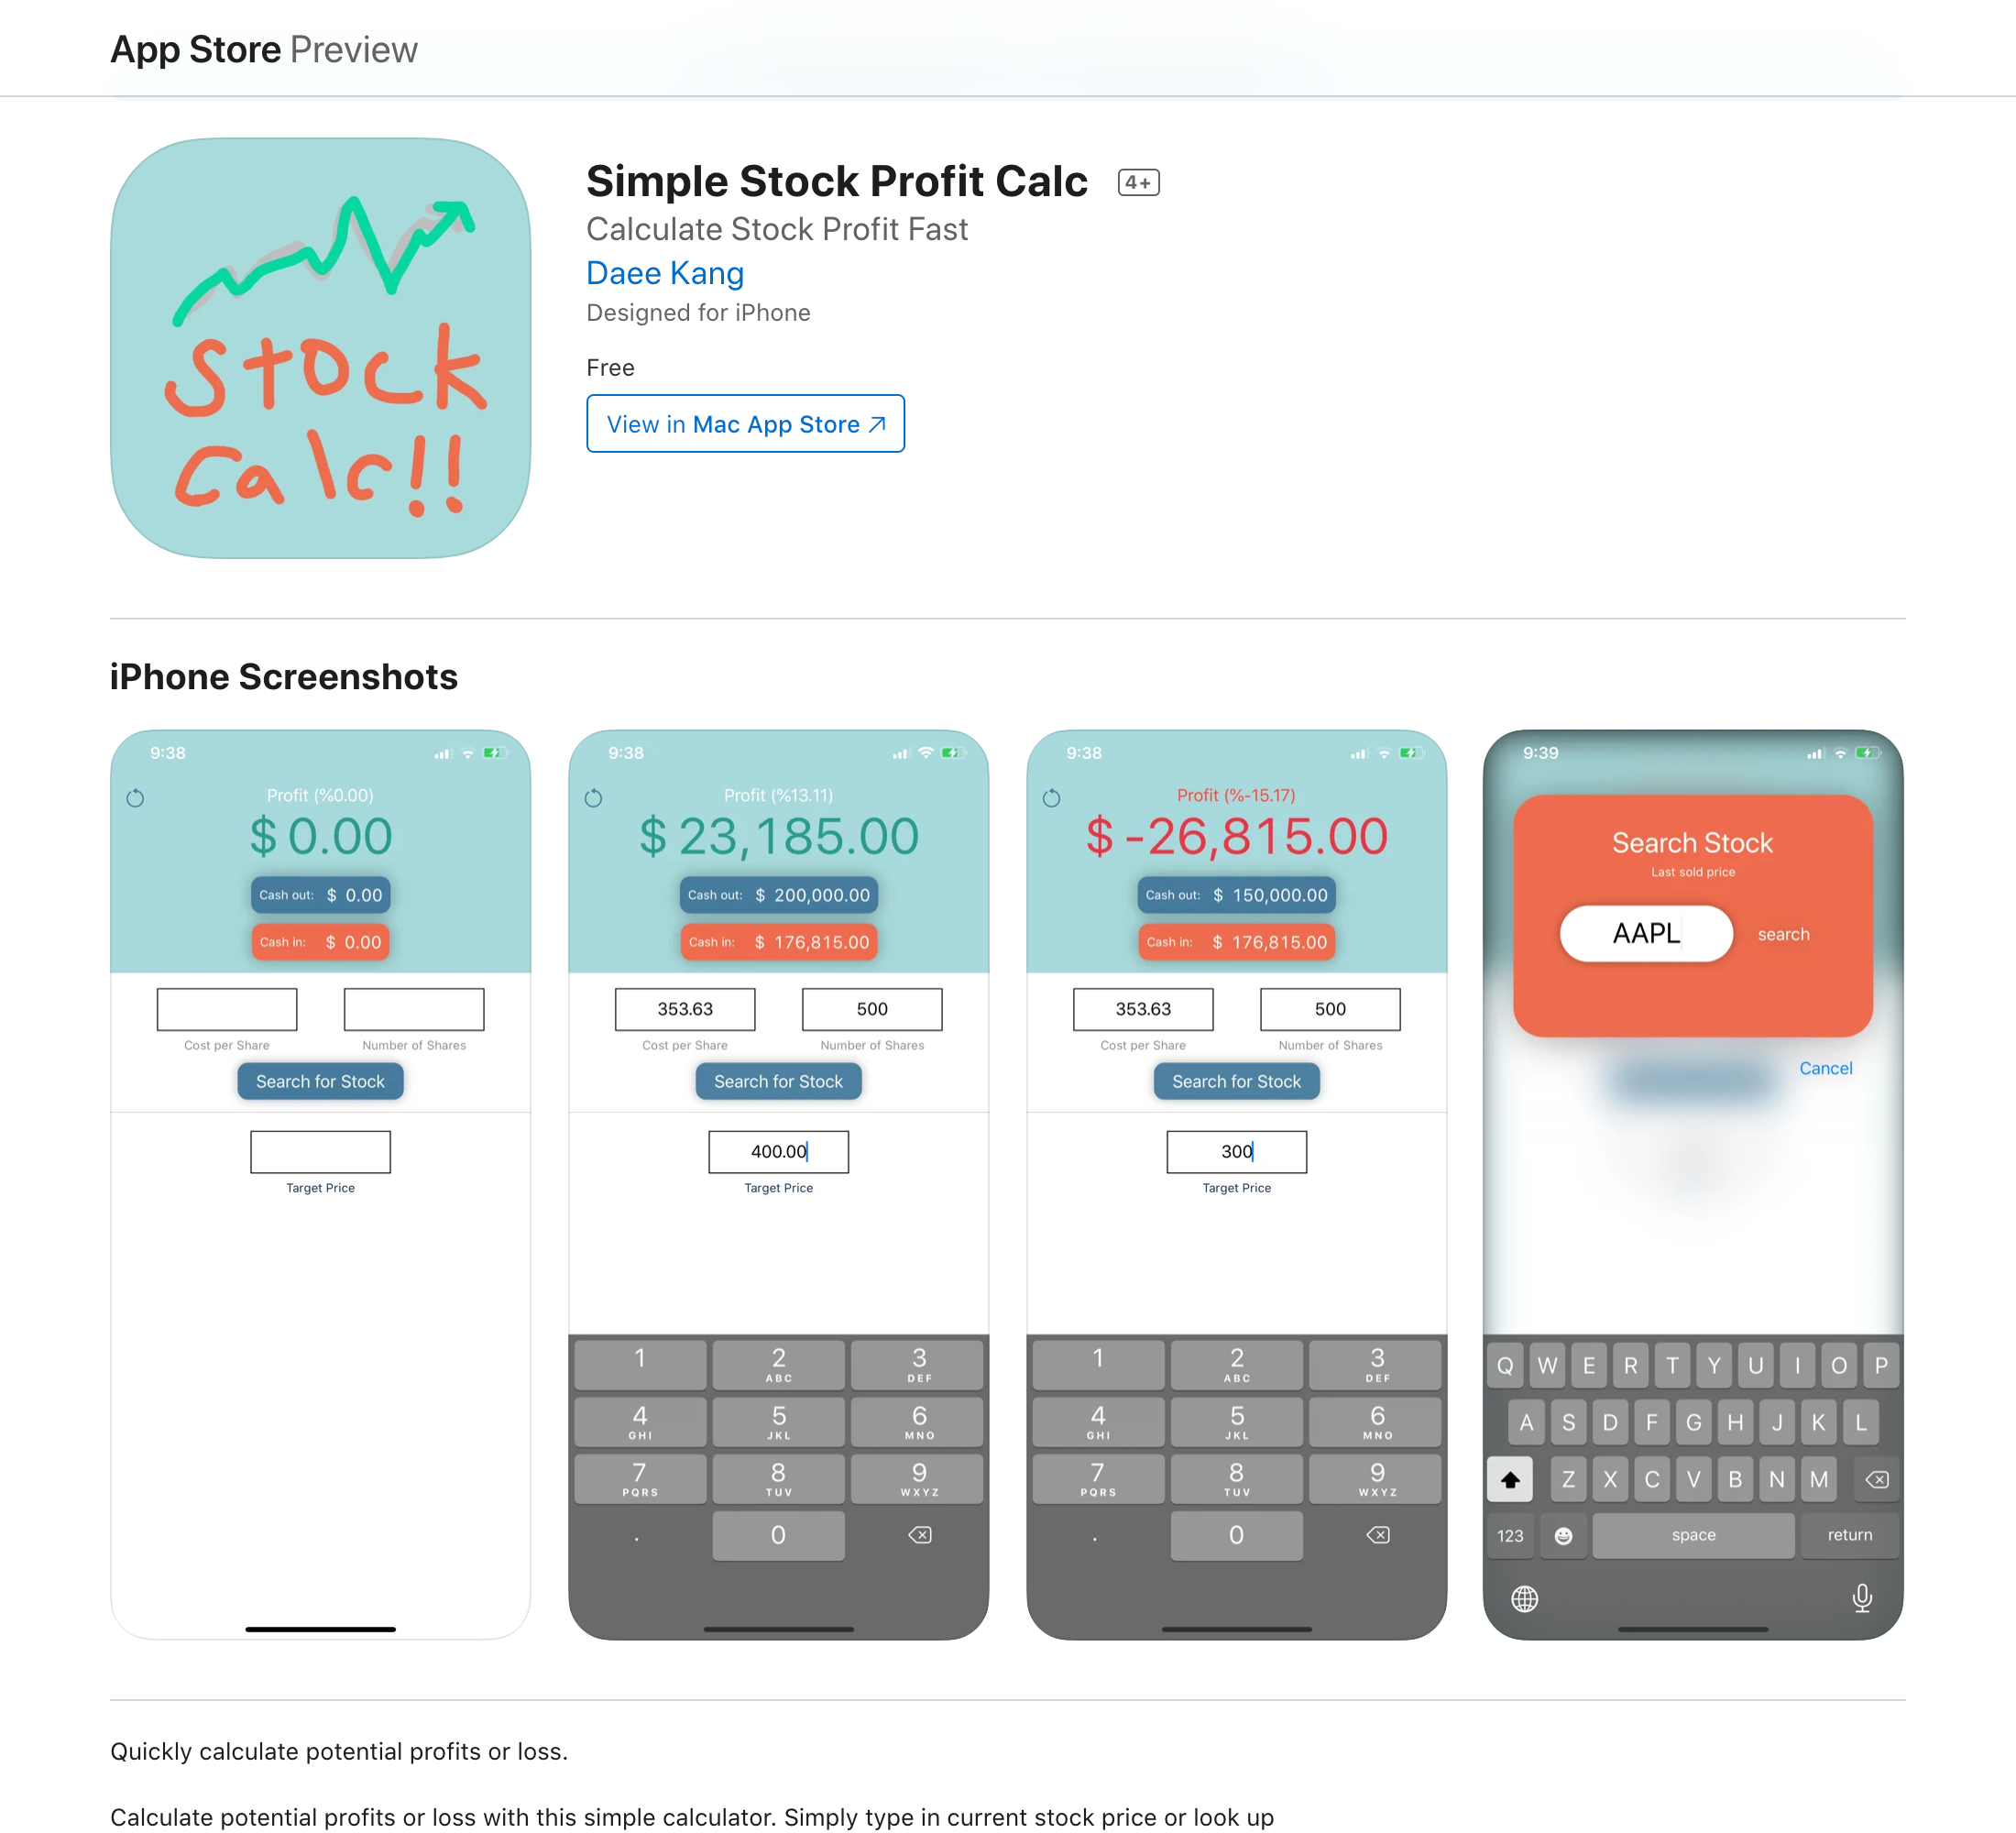 App Store Preview
Stock
Calc!!
Simple Stock Profit Calc 4+
Calculate Stock Profit Fast
Daee Kang
Designed for iPhone
Free
View in Mac App Store
iPhone Screenshots
9:38
Profit (%0.00)
$ 0.00
Cash out: $ 0.00
Cash in: $ 0.00
Cost per Share Number of Shares
Search for Stock
Target Price
9:38
Profit (%13.11)
$ 23,185.00
Cash out: $ 200,000.00
Cash in: $ 176,815.00
353.63 500
Cost per Share Number of Shares
Search for Stock
400.00
Target Price
1 2 3
ABC DEF
4 5 6
GHI JKL MNO
7 8 9
PQRS TUV WXYZ
. 0
9:38
Profit (%-15.17)
$ -26,815.00
Cash out: $ 150,000.00
Cash in: $ 176,815.00
353.63 500
Cost per Share Number of Shares
Search for Stock
300
Target Price
1 2 3
ABC DEF
4 5 6
GHI JKL MNO
7 8 9
PQRS TUV WXYZ
. 0
9:39
Search Stock
Last sold price
AAPL search
Cancel
Q W E R T Y U I O P
A S D F G H J K L
Z X C V B N M
123 space return
Quickly calculate potential profits or loss.
Calculate potential profits or loss with this simple calculator. Simply type in current stock price or look up